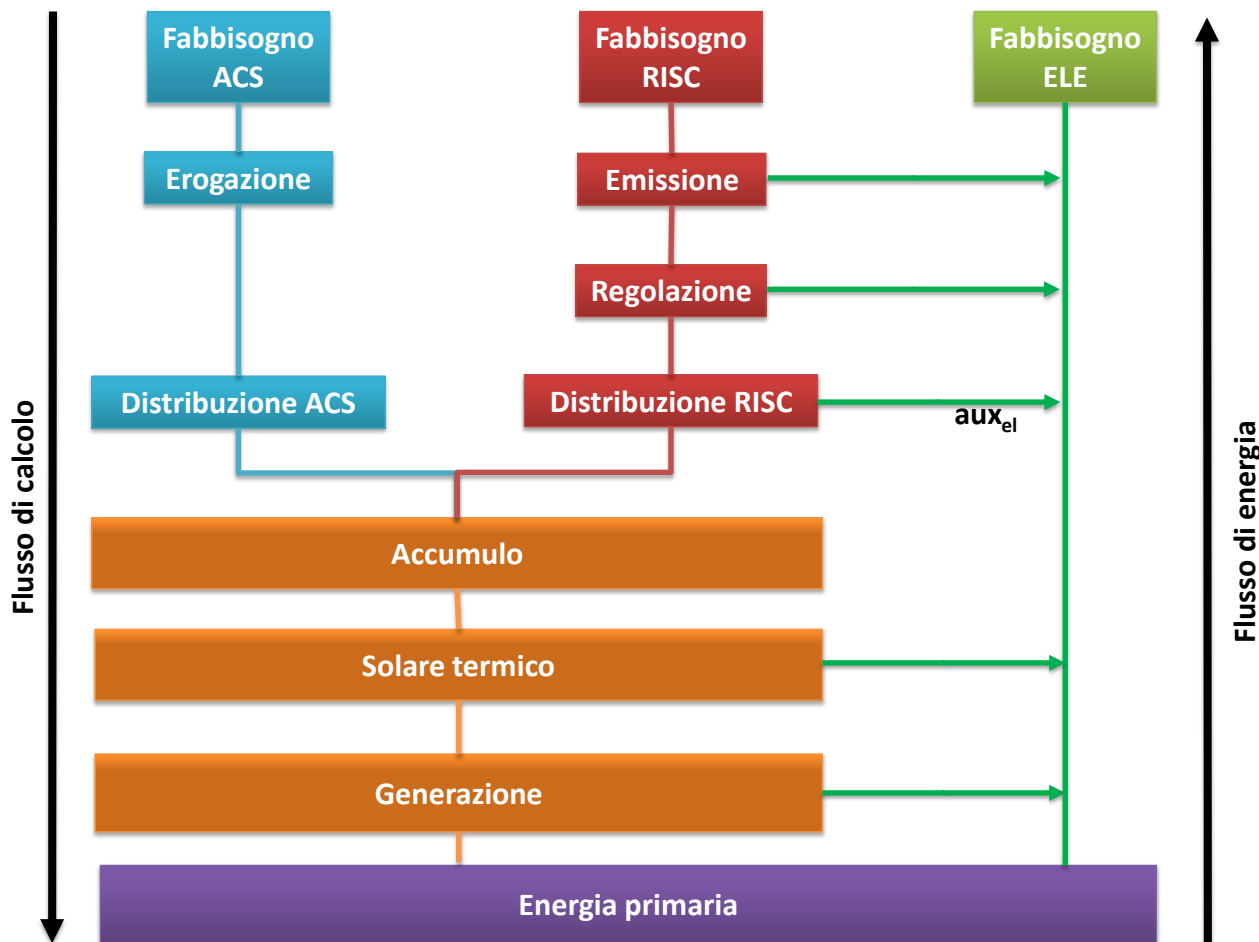 Fabbisogno
ACS
Fabbisogno
RISC
Fabbisogno
ELE
Erogazione
Emissione
Regolazione
Distribuzione ACS
Distribuzione RISC
aux_el
Accumulo
Solare termico
Generazione
Energia primaria
Flusso di calcolo
Flusso di energia